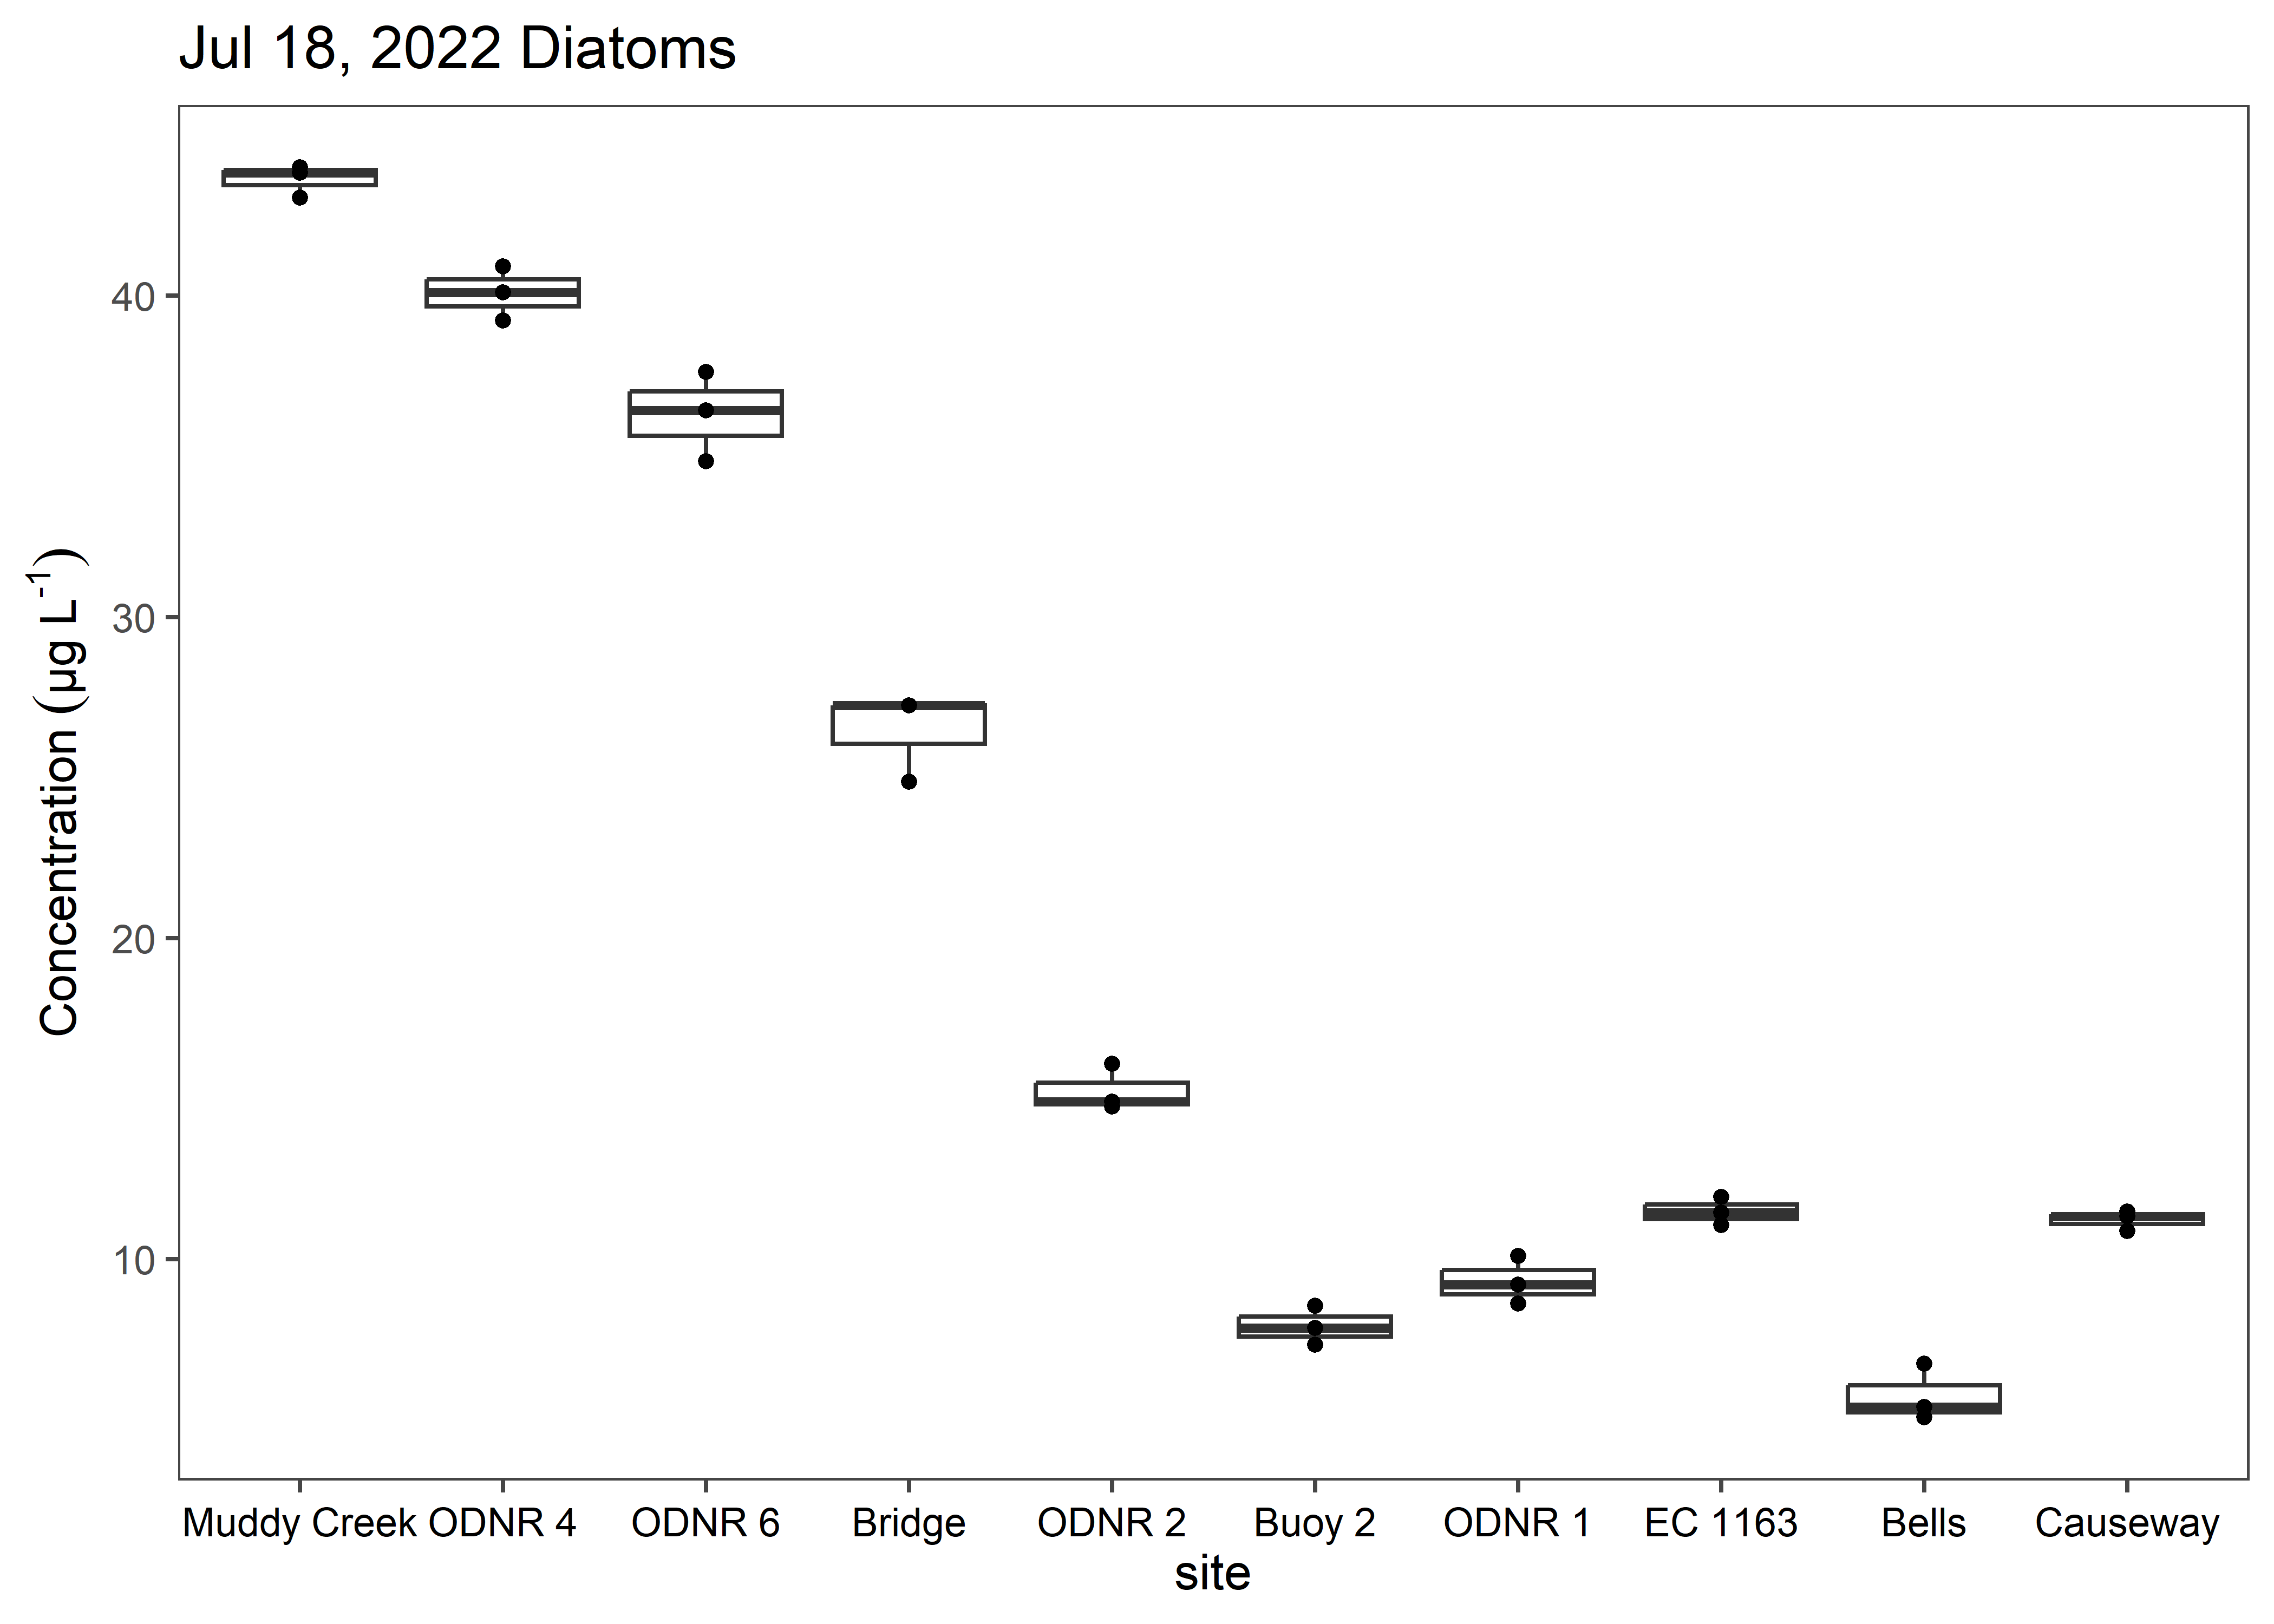 Jul 18, 2022 Diatoms
Concentration (µg L⁻¹)
40
30
20
10
Muddy Creek ODNR 4 ODNR 6 Bridge ODNR 2 Buoy 2 ODNR 1 EC 1163 Bells Causeway
site